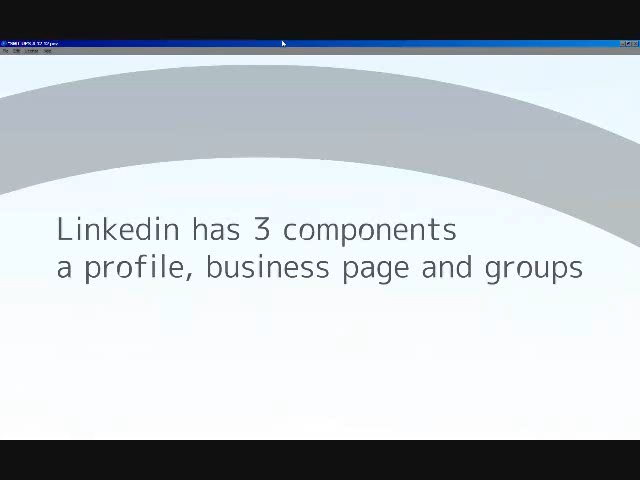 Linkedin has 3 components
a profile, business page and groups